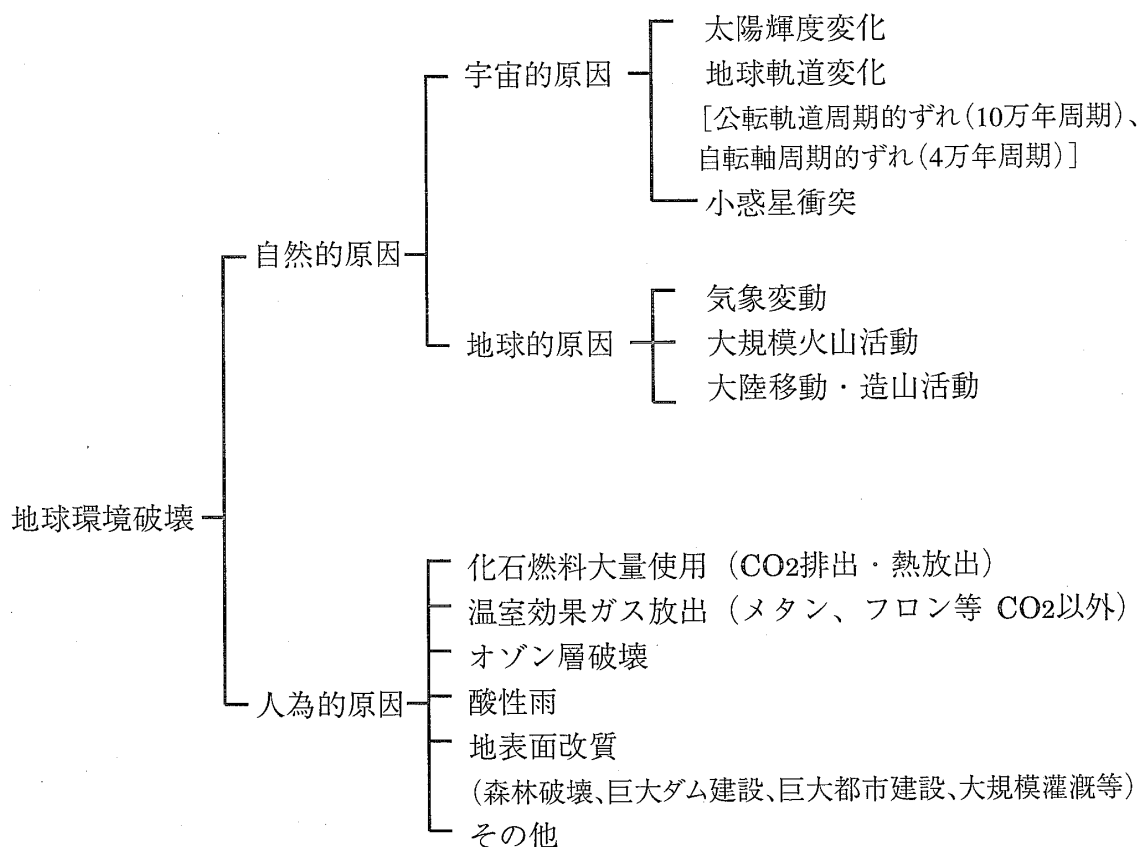 太陽輝度変化
宇宙的原因
地球軌道変化
[公転軌道周期的ずれ(10万年周期)、
自転軸周期的ずれ(4万年周期)]
小惑星衝突
自然的原因
気象変動
地球的原因
大規模火山活動
大陸移動・造山活動
地球環境破壊
化石燃料大量使用(CO2排出・熱放出)
温室効果ガス放出(メタン、フロン等 CO2以外)
オゾン層破壊
人為的原因
酸性雨
地表面改質
(森林破壊、巨大ダム建設、巨大都市建設、大規模灌漑等)
その他